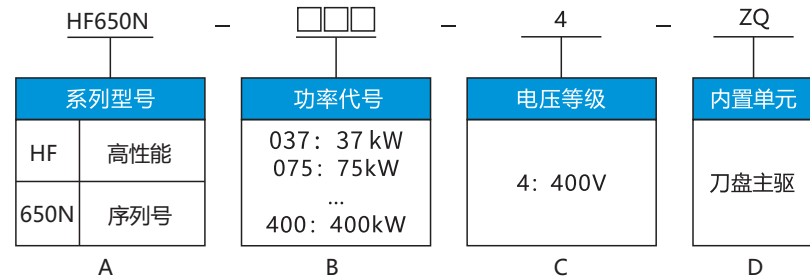 HF650N – □□□ – 4 – ZQ
系列型号 功率代号 电压等级 内置单元
HF 高性能
650N 序列号
037：37 kW
075：75kW
...
400：400kW
4：400V
刀盘主驱
A B C D